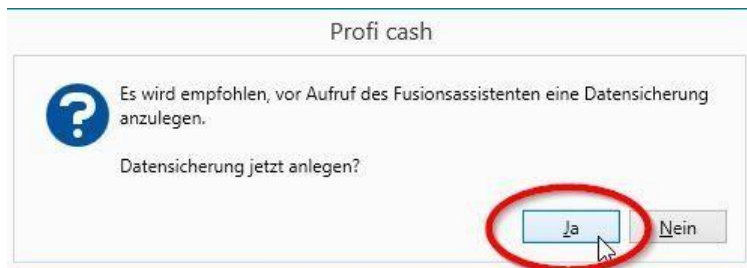 Profi cash
Es wird empfohlen, vor Aufruf des Fusionsassistenten eine Datensicherung
anzulegen.
Datensicherung jetzt anlegen?
Ja
Nein